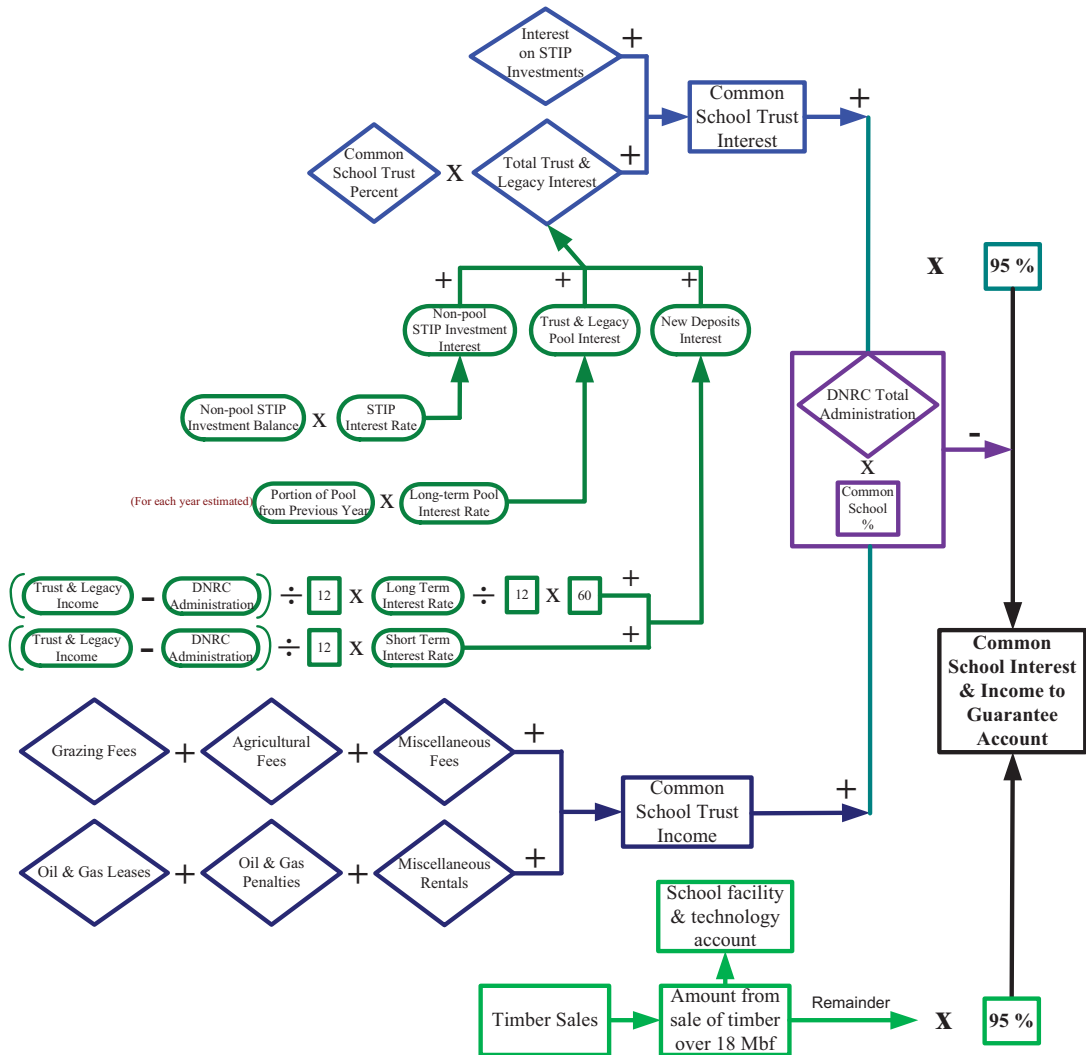 Interest
on STIP
Investments
+
Common
School Trust
Interest
+
Common
School Trust
Percent
X
Total Trust &
Legacy Interest
+
X
95 %
+
+
+
Non-pool
STIP Investment
Interest
Trust & Legacy
Pool Interest
New Deposits
Interest
DNRC Total
Administration
X
Common
School
%
-
Non-pool STIP
Investment Balance
X
STIP
Interest Rate
(For each year estimated)
Portion of Pool
from Previous Year
X
Long-term Pool
Interest Rate
(
Trust & Legacy
Income
-
DNRC
Administration
)
÷
12
X
Long Term
Interest Rate
÷
12
X
60
+
(
Trust & Legacy
Income
-
DNRC
Administration
)
÷
12
X
Short Term
Interest Rate
+
Common
School Interest
& Income to
Guarantee
Account
Grazing Fees
+
Agricultural
Fees
+
Miscellaneous
Fees
+
Common
School Trust
Income
+
Oil & Gas Leases
+
Oil & Gas
Penalties
+
Miscellaneous
Rentals
+
School facility
& technology
account
Timber Sales
Amount from
sale of timber
over 18 Mbf
Remainder
X
95 %